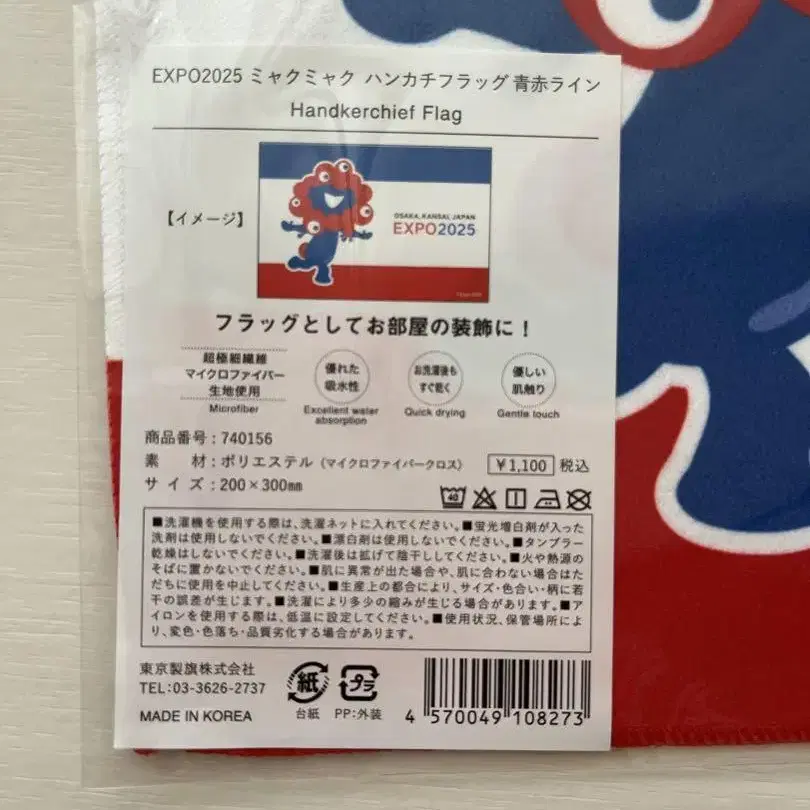 EXPO2025 ミャクミャク ハンカチフラッグ 青赤ライン
Handkerchief Flag
【イメージ】
OSAKA, KANSAI, JAPAN
EXPO2025
フラッグとしてお部屋の装飾に!
超極細繊維
マイクロファイバー
生地使用
Microfiber
優れた
吸水性
Excellent water
absorption
お洗濯後も
すぐ乾く
Quick drying
優しい
肌触り
Gentle touch
商品番号:740156
素 材:ポリエステル(マイクロファイバークロス) ¥1,100 税込
サイズ:200×300mm
40
■洗濯機を使用する際は、洗濯ネットに入れてください。■蛍光増白剤が入った
洗剤は使用しないでください。■漂白剤は使用しないでください。■タンブラー
乾燥はしないでください。■洗濯後は拡げて陰干ししてください。■火や熱源の
そばに置かないでください。■肌に異常が出た場合や、肌に合わない場合はた
だちに使用を中止してください。■生産上の都合により、サイズ・色合い・柄に若
干の誤差が生じます。■洗濯により多少の縮みが生じる場合があります。■ア
イロンを使用する際は、低温に設定してください。■使用状況、保管場所によ
り、変色・色落ち・品質劣化する場合があります。
東京製旗株式会社
TEL:03-3626-2737
MADE IN KOREA
紙
台紙
プラ
PP:外装
4 570049 108273